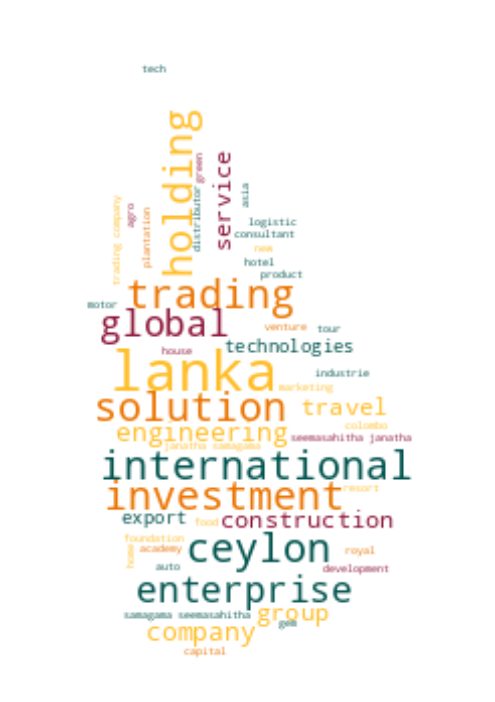 tech
holding
green
service
distributor
asia
agro
trading company
plantation
logistic
consultant
new
hotel
product
trading
motor
global
venture
tour
technologies
house
lanka
industrie
marketing
solution
travel
colombo
engineering
seemasahitha janatha
janatha samagama
international
investment
resort
export
food
construction
foundation
academy
home
ceylon
royal
auto
development
enterprise
samagama seemasahitha
group
gem
company
capital